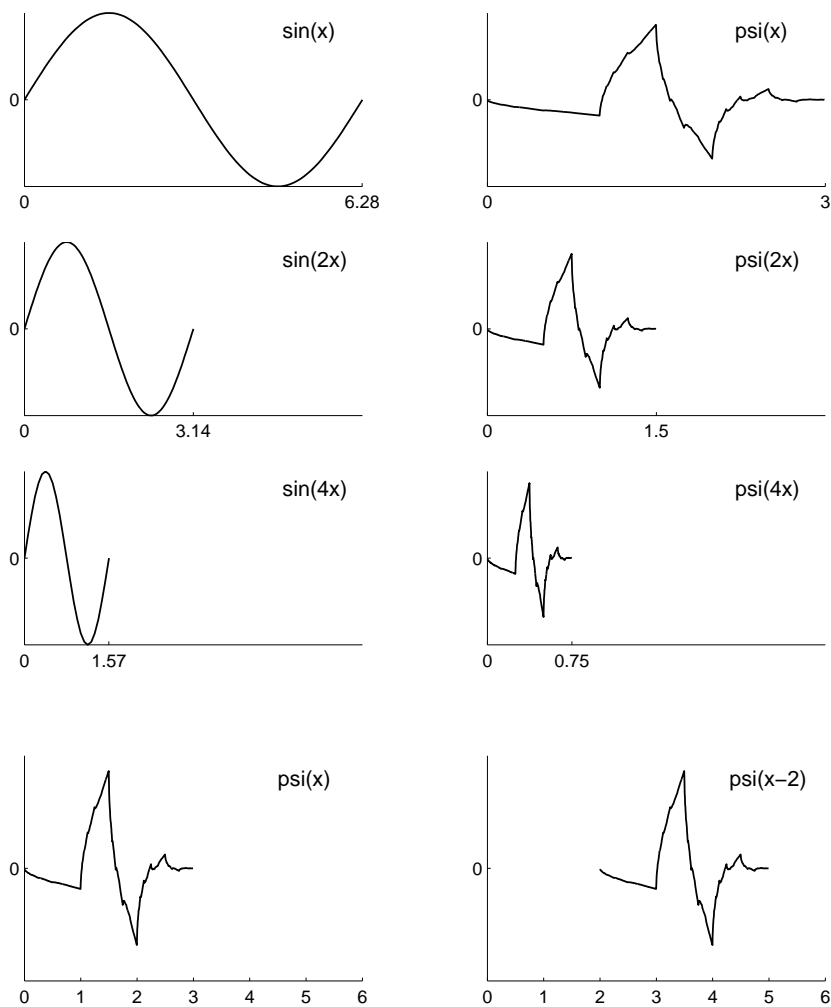 sin(x)
0
0 6.28
psi(x)
0
0 3
sin(2x)
0
0 3.14
psi(2x)
0
0 1.5
sin(4x)
0
0 1.57
psi(4x)
0
0 0.75
psi(x)
0
0 1 2 3 4 5 6
psi(x−2)
0
0 1 2 3 4 5 6